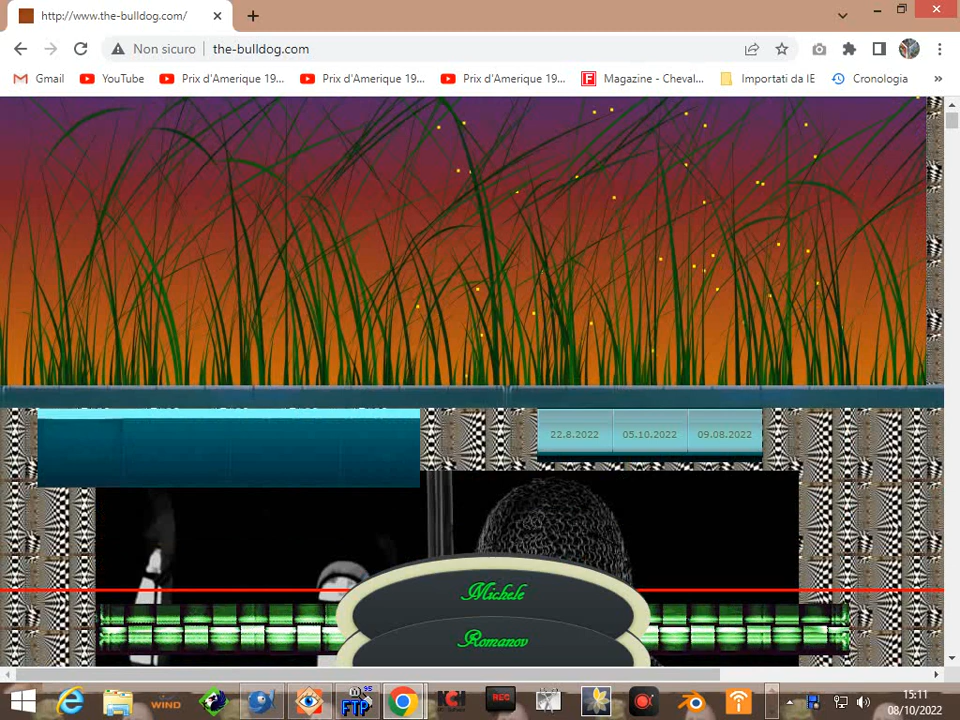 http://www.the-bulldog.com/
Non sicuro the-bulldog.com
Gmail YouTube Prix d'Amerique 19... Prix d'Amerique 19... Prix d'Amerique 19... Magazine - Cheval... Importati da IE Cronologia »
22.8.2022 05.10.2022 09.08.2022
Michele
Romanov
WIND 95 FTP KCI REC
15:11
08/10/2022